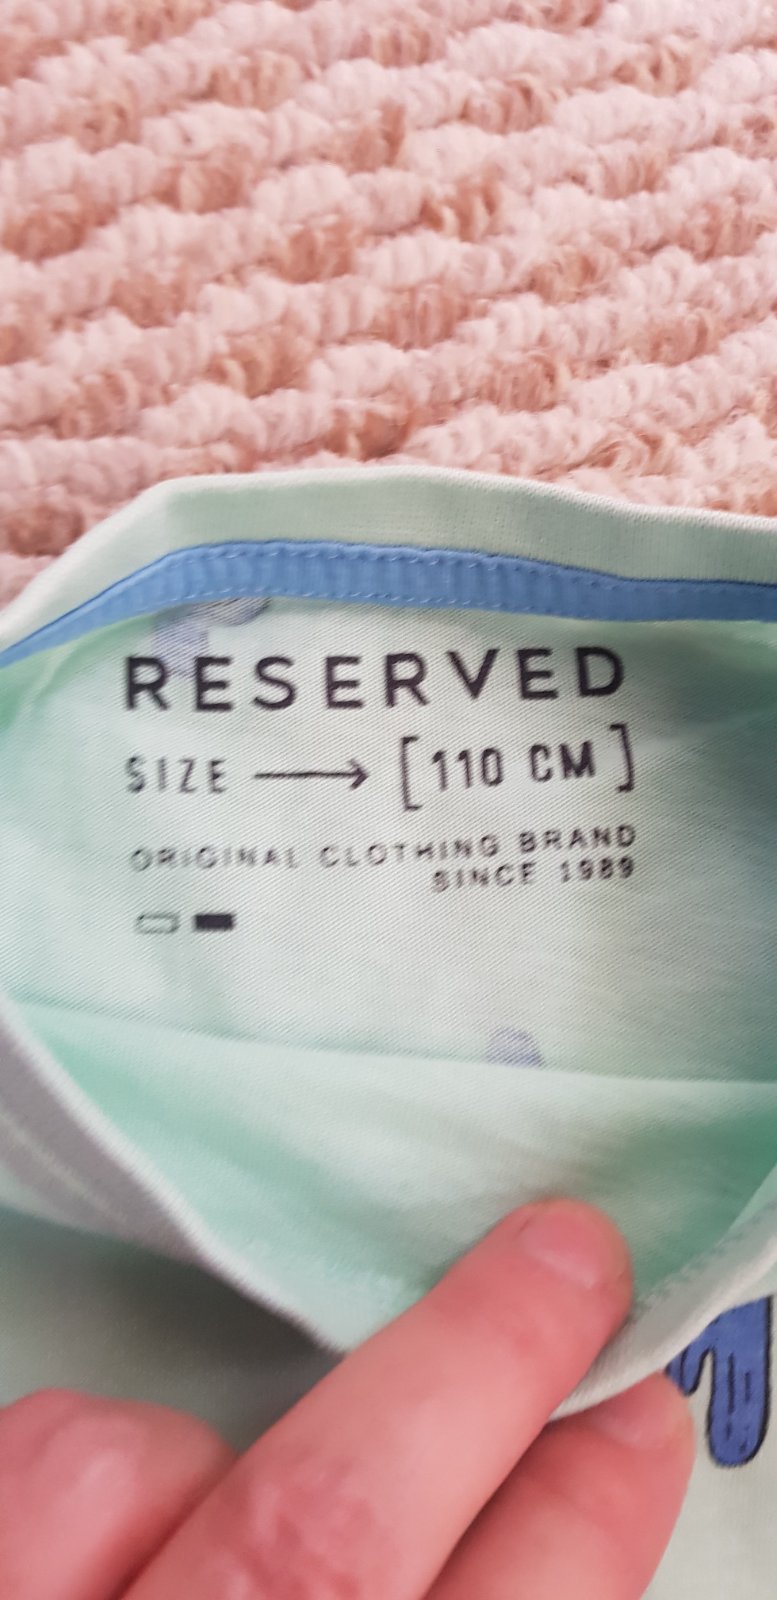 RESERVED
SIZE → [110 CM]
ORIGINAL CLOTHING BRAND
SINCE 1989